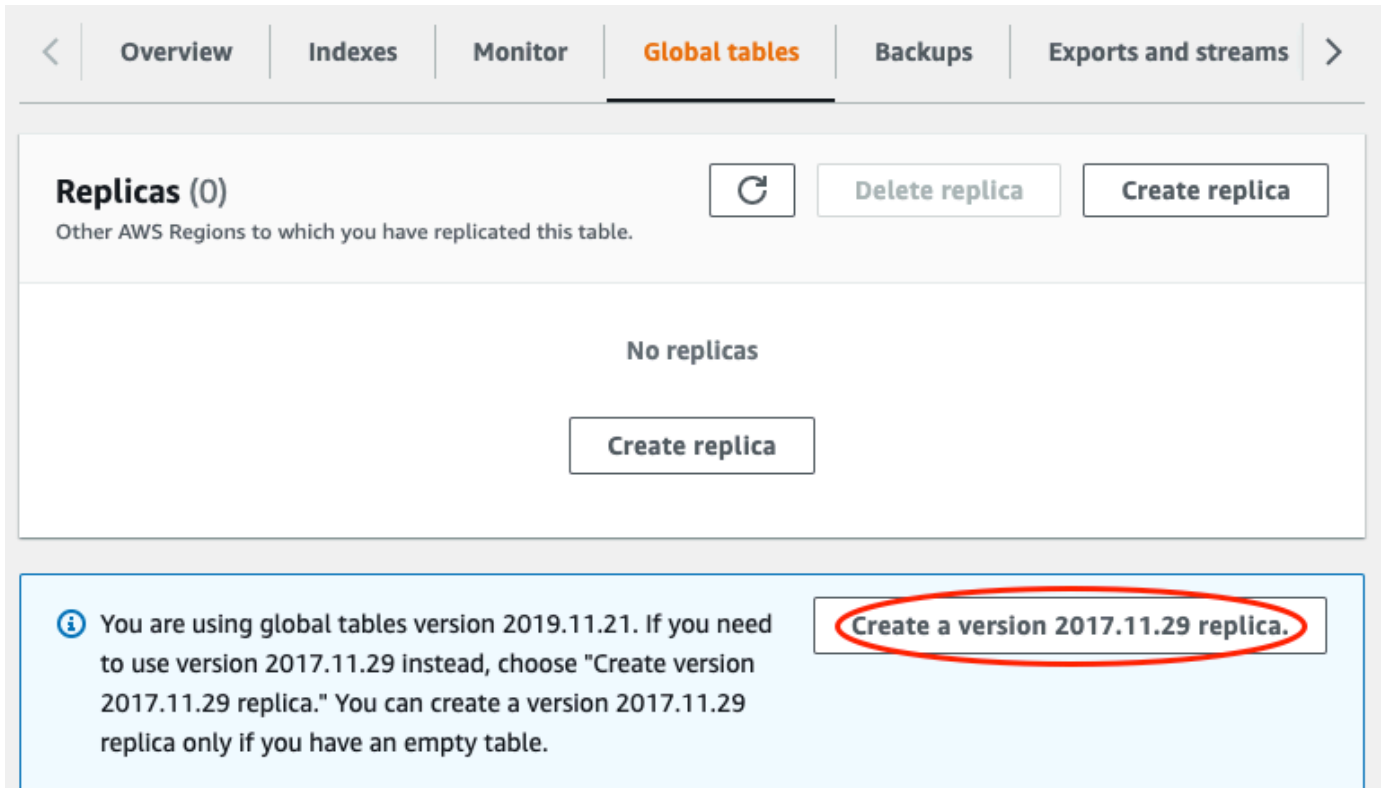 Overview Indexes Monitor Global tables Backups Exports and streams
Replicas (0)
Delete replica
Create replica
Other AWS Regions to which you have replicated this table.
No replicas
Create replica
You are using global tables version 2019.11.21. If you need
to use version 2017.11.29 instead, choose "Create version
2017.11.29 replica." You can create a version 2017.11.29
replica only if you have an empty table.
Create a version 2017.11.29 replica.